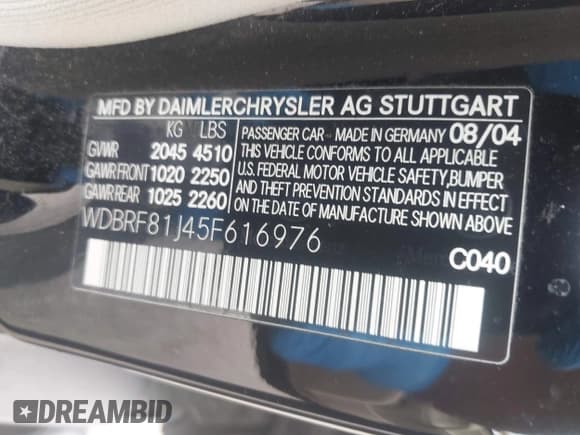 MFD BY DAIMLERCHRYSLER AG STUTTGART
KG LBS
GVWR 2045 4510
GAWR FRONT 1020 2250
GAWR REAR 1025 2260
PASSENGER CAR MADE IN GERMANY 08/04
THIS VEHICLE CONFORMS TO ALL APPLICABLE
U.S. FEDERAL MOTOR VEHICLE SAFETY, BUMPER
AND THEFT PREVENTION STANDARDS IN EFFECT
ON THE DATE OF MANUFACTURE SHOWN ABOVE
WDBRF81J45F616976
C040
DREAMBID